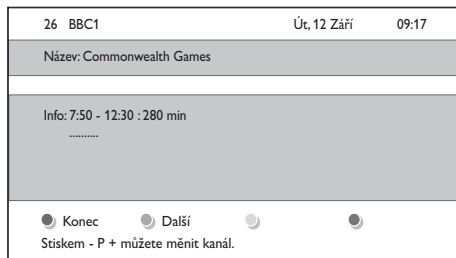 26 BBC1 Út, 12 Září 09:17
Název: Commonwealth Games
Info: 7:50 - 12:30 : 280 min
..........
Konec Další
Stiskem - P + můžete měnit kanál.